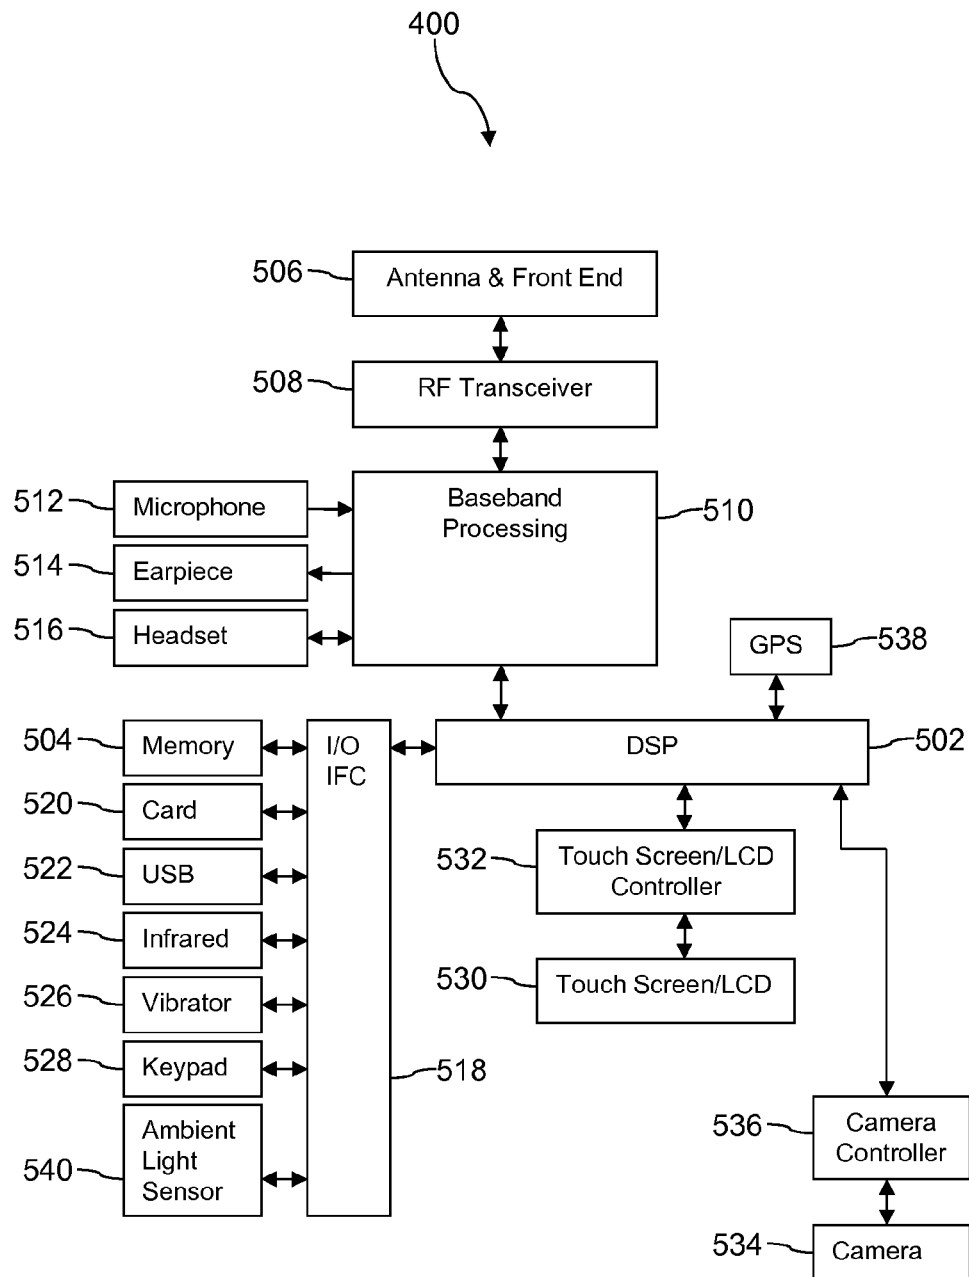 400
506
Antenna & Front End
508
RF Transceiver
512
Microphone
Baseband
Processing
510
514
Earpiece
516
Headset
GPS
538
504
Memory
I/O
IFC
DSP
502
520
Card
532
Touch Screen/LCD
Controller
522
USB
524
Infrared
530
Touch Screen/LCD
526
Vibrator
528
Keypad
518
540
Ambient
Light
Sensor
536
Camera
Controller
534
Camera